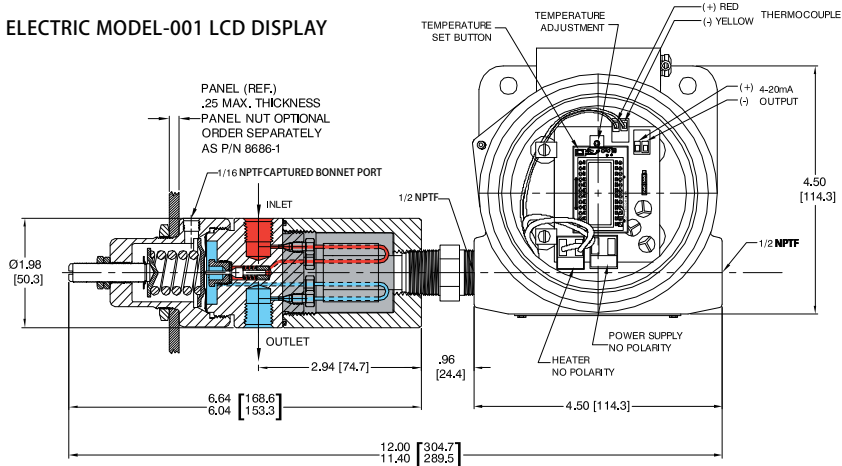 ELECTRIC MODEL-001 LCD DISPLAY
TEMPERATURE
SET BUTTON
TEMPERATURE
ADJUSTMENT
(+) RED
(-) YELLOW
THERMOCOUPLE
PANEL (REF.)
.25 MAX. THICKNESS
PANEL NUT OPTIONAL
ORDER SEPARATELY
AS P/N 8686-1
(+) 4-20mA
(-) OUTPUT
1/16 NPTF CAPTURED BONNET PORT
INLET
1/2 NPTF
4.50
[114.3]
1/2 NPTF
Ø1.98
[50.3]
OUTLET
POWER SUPPLY
NO POLARITY
HEATER
NO POLARITY
2.94 [74.7]
.96
[24.4]
6.64 [168.6]
6.04 [153.3]
4.50 [114.3]
12.00 [304.7]
11.40 [289.5]